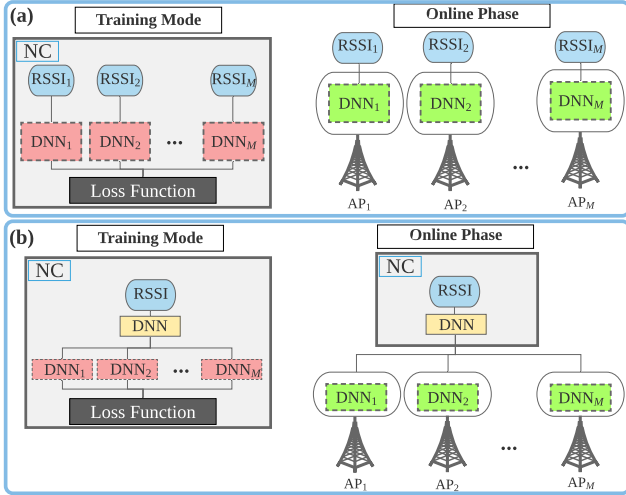 (a)
Training Mode
NC
RSSI1
RSSI2
RSSIM
DNN1
DNN2
...
DNNM
Loss Function
Online Phase
RSSI1
RSSI2
RSSIM
DNN1
DNN2
DNNM
...
AP1
AP2
APM
(b)
Training Mode
NC
RSSI
DNN
DNN1
DNN2
...
DNNM
Loss Function
Online Phase
NC
RSSI
DNN
DNN1
DNN2
DNNM
...
AP1
AP2
APM